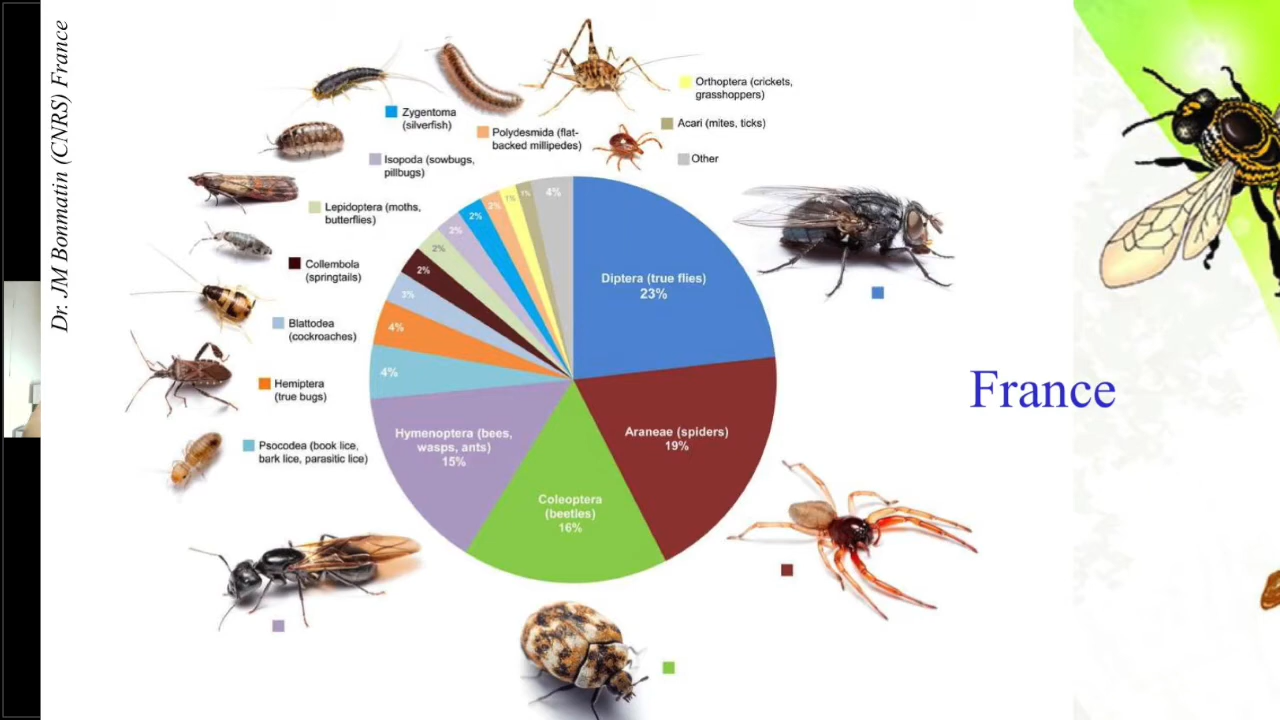 Dr. JM Bonmatin (CNRS) France
Orthoptera (crickets,
grasshoppers)
Zygentoma
(silverfish)
Polydesmida (flat-
backed millipedes)
Acari (mites, ticks)
Isopoda (sowbugs,
pillbugs)
Other
Lepidoptera (moths,
butterflies)
Collembola
(springtails)
Blattodea
(cockroaches)
Hemiptera
(true bugs)
Psocodea (book lice,
bark lice, parasitic lice)
4%
1%
1%
2%
2%
2%
2%
2%
3%
4%
4%
Diptera (true flies)
23%
Araneae (spiders)
19%
Coleoptera
(beetles)
16%
Hymenoptera (bees,
wasps, ants)
15%
France